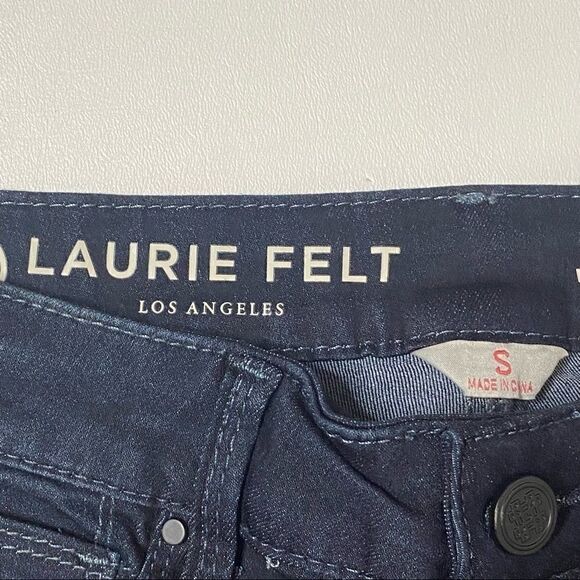 LAURIE FELT
LOS ANGELES
S
MADE IN CHINA